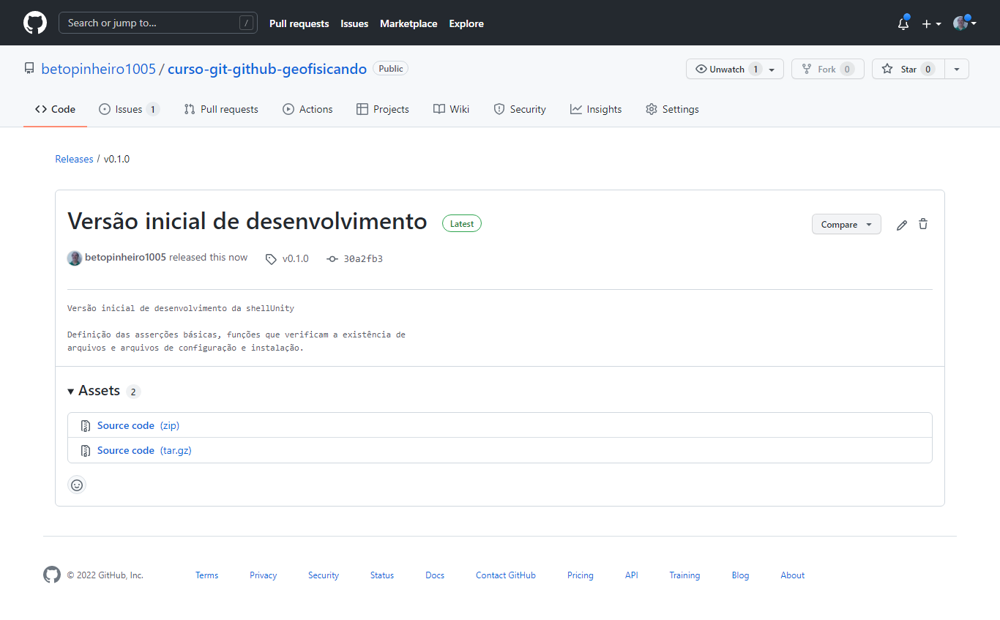 Search or jump to... /
Pull requests Issues Marketplace Explore
betopinheiro1005 / curso-git-github-geofisicando Public
Unwatch 1 Fork 0 Star 0
Code Issues 1 Pull requests Actions Projects Wiki Security Insights Settings
Releases / v0.1.0
Versão inicial de desenvolvimento Latest Compare
betopinheiro1005 released this now v0.1.0 30a2fb3
Versão inicial de desenvolvimento da shellUnity
Definição das asserções básicas, funções que verificam a existência de
arquivos e arquivos de configuração e instalação.
Assets 2
Source code (zip)
Source code (tar.gz)
© 2022 GitHub, Inc. Terms Privacy Security Status Docs Contact GitHub Pricing API Training Blog About